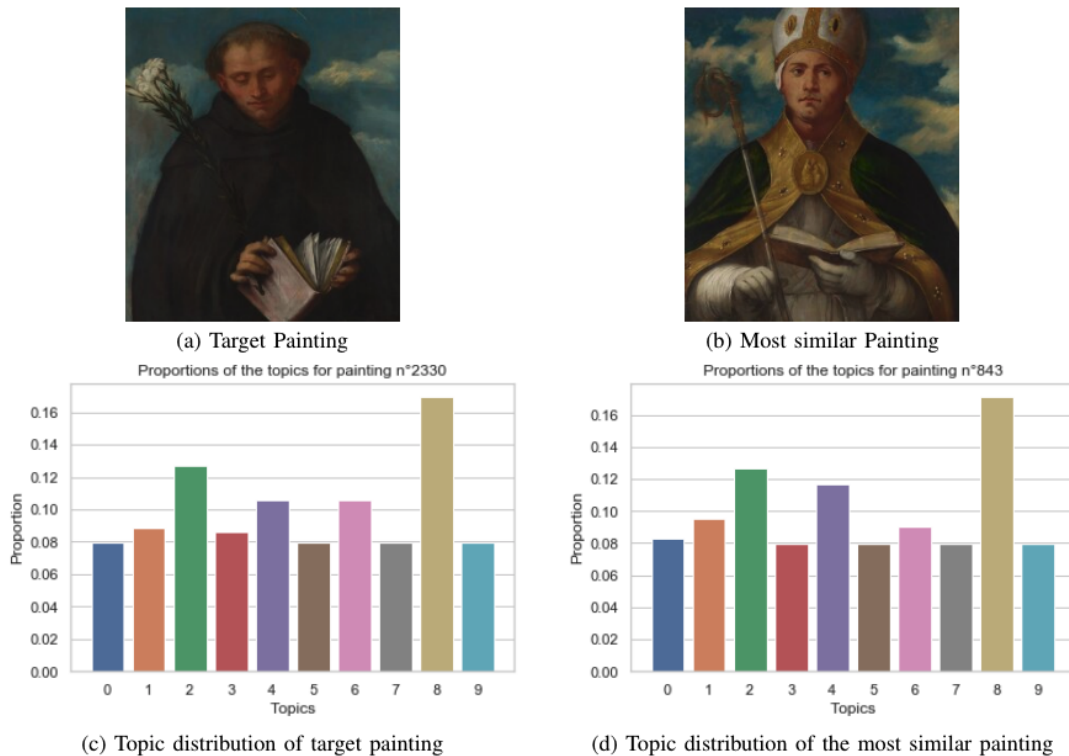 (a) Target Painting
(b) Most similar Painting
Proportions of the topics for painting n°2330
Proportion
0.16
0.14
0.12
0.10
0.08
0.06
0.04
0.02
0.00
0 1 2 3 4 5 6 7 8 9
Topics
(c) Topic distribution of target painting
Proportions of the topics for painting n°843
Proportion
0.16
0.14
0.12
0.10
0.08
0.06
0.04
0.02
0.00
0 1 2 3 4 5 6 7 8 9
Topics
(d) Topic distribution of the most similar painting